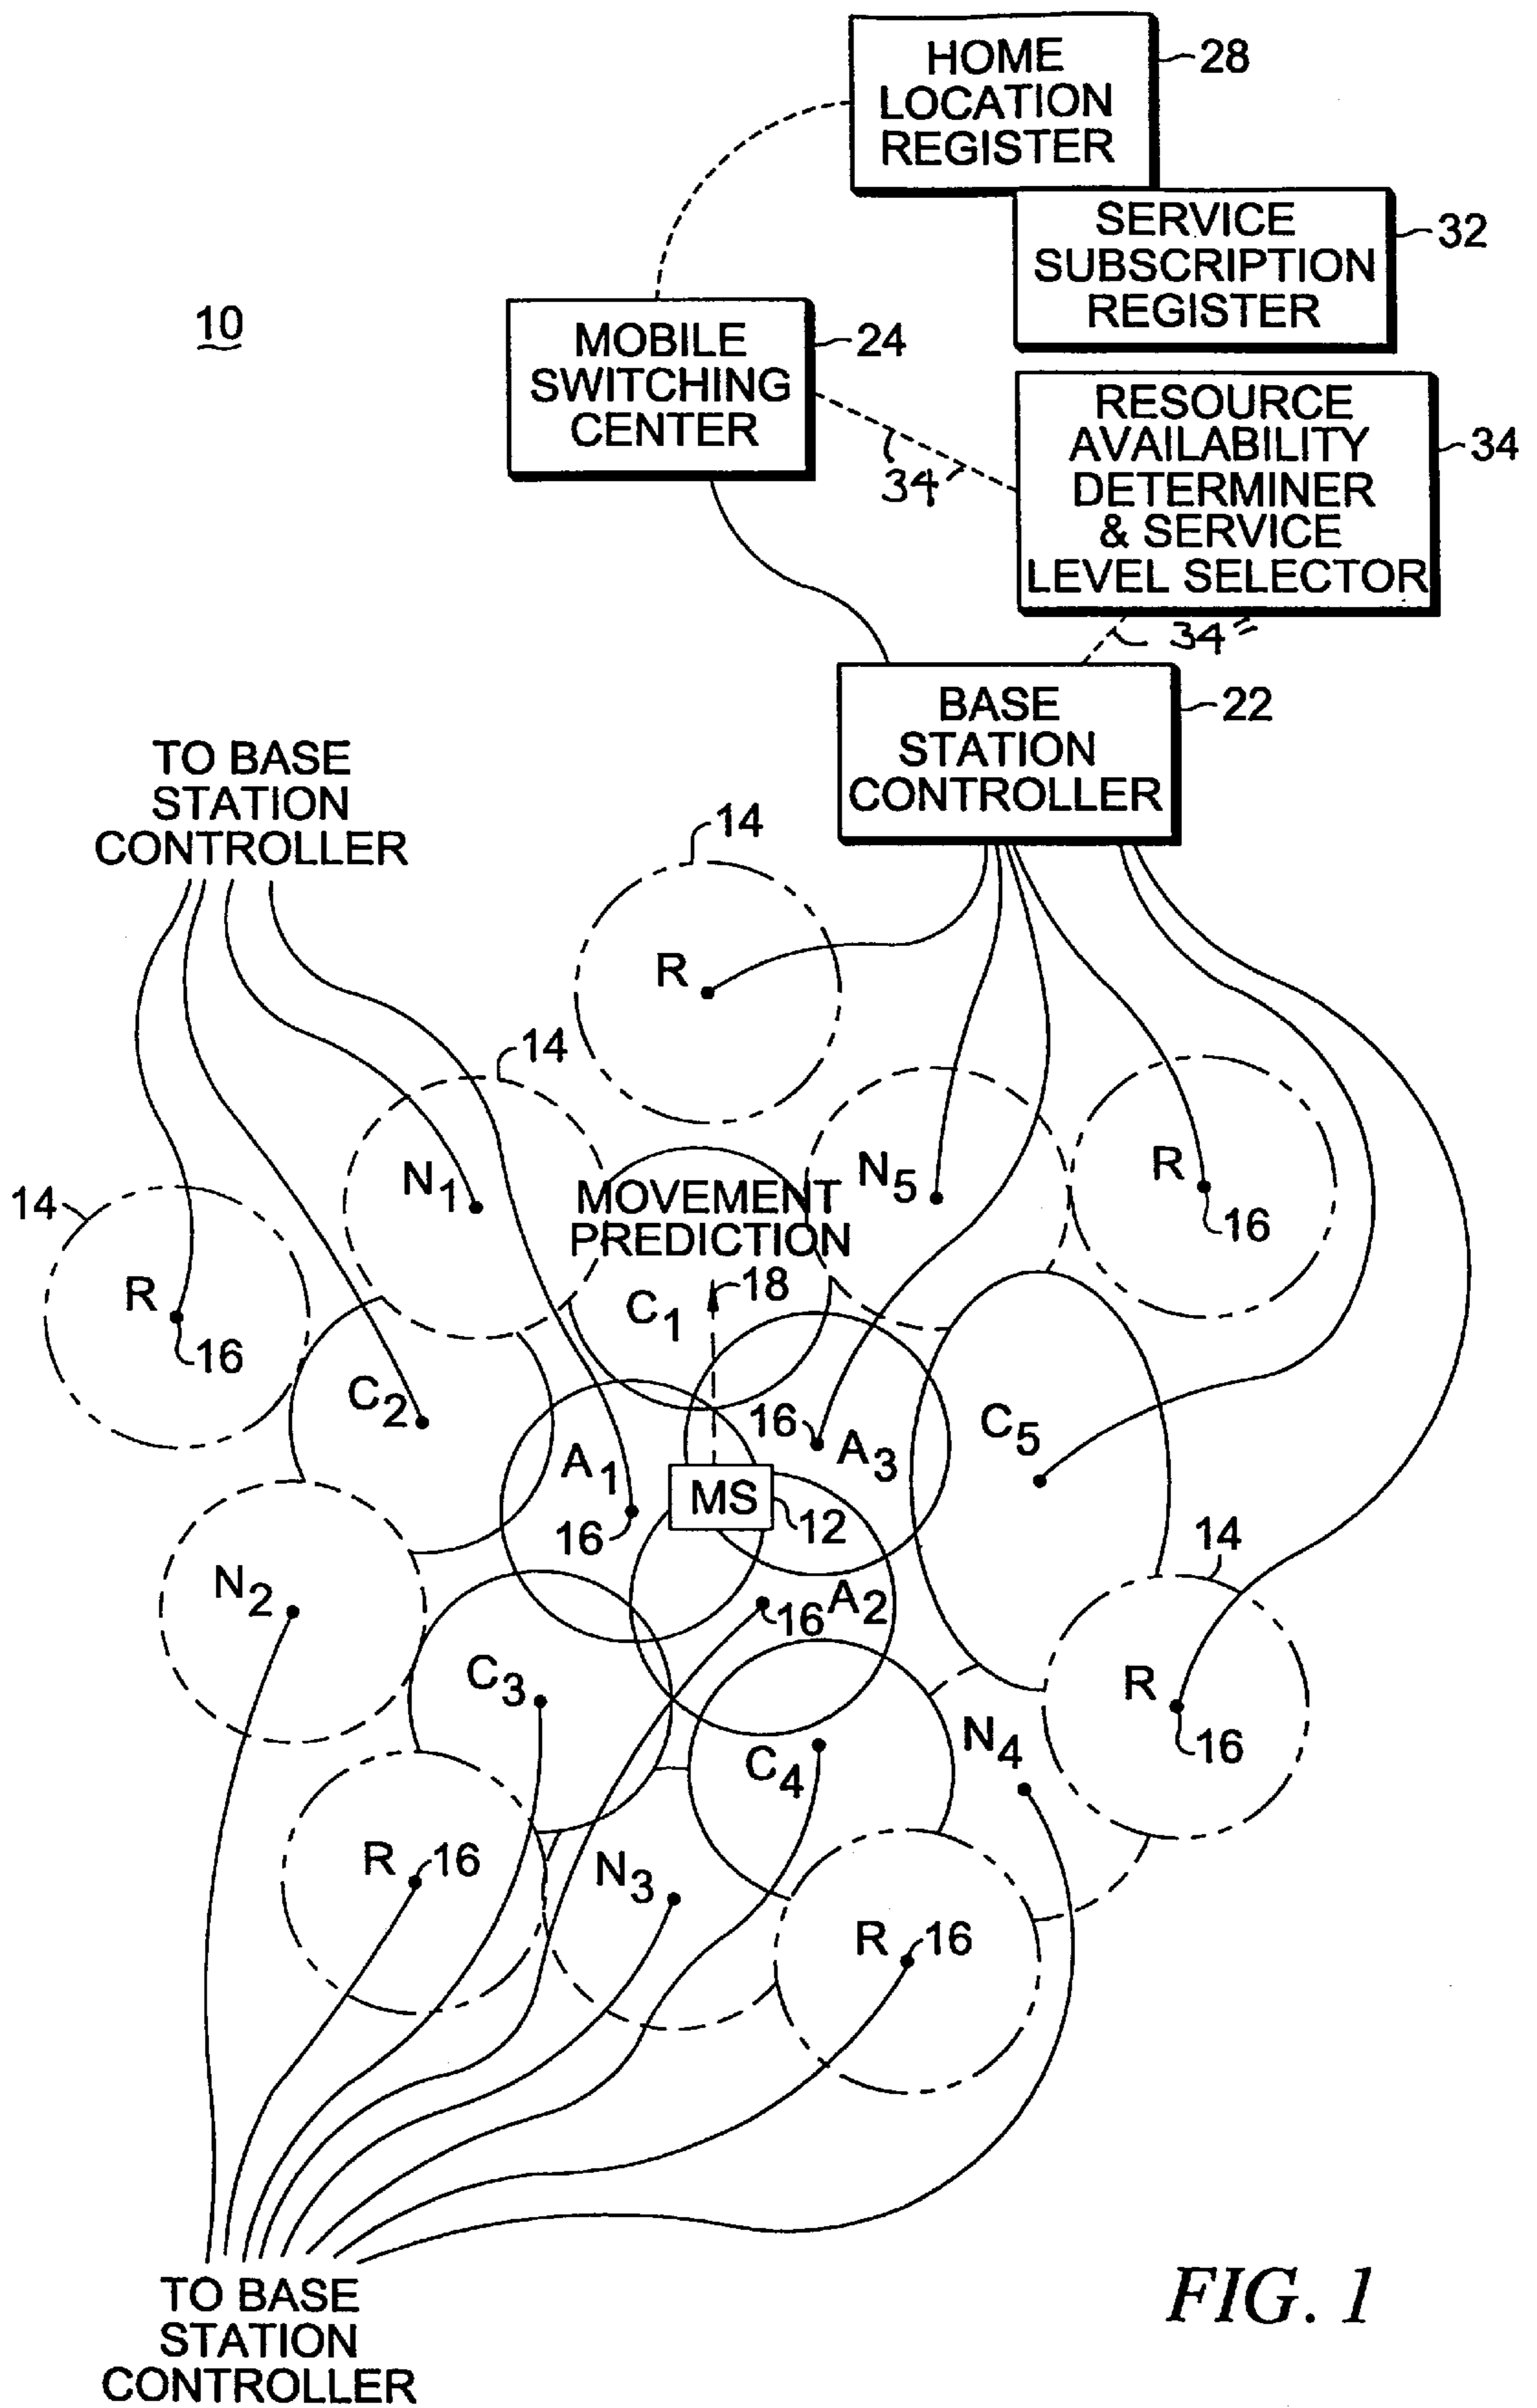 HOME
LOCATION
REGISTER
28
SERVICE
SUBSCRIPTION
REGISTER
32
10
MOBILE
SWITCHING
CENTER
24
RESOURCE
AVAILABILITY
DETERMINER
& SERVICE
LEVEL SELECTOR
34
34
34
BASE
STATION
CONTROLLER
22
TO BASE
STATION
CONTROLLER
14
R
14
N1
MOVEMENT
PREDICTION
N5
R
16
14
R
16
C1
18
C2
16
A3
C5
A1
MS
12
16
14
N2
16
A2
C3
R
16
N4
C4
R
16
N3
R
16
TO BASE
STATION
CONTROLLER
FIG. 1